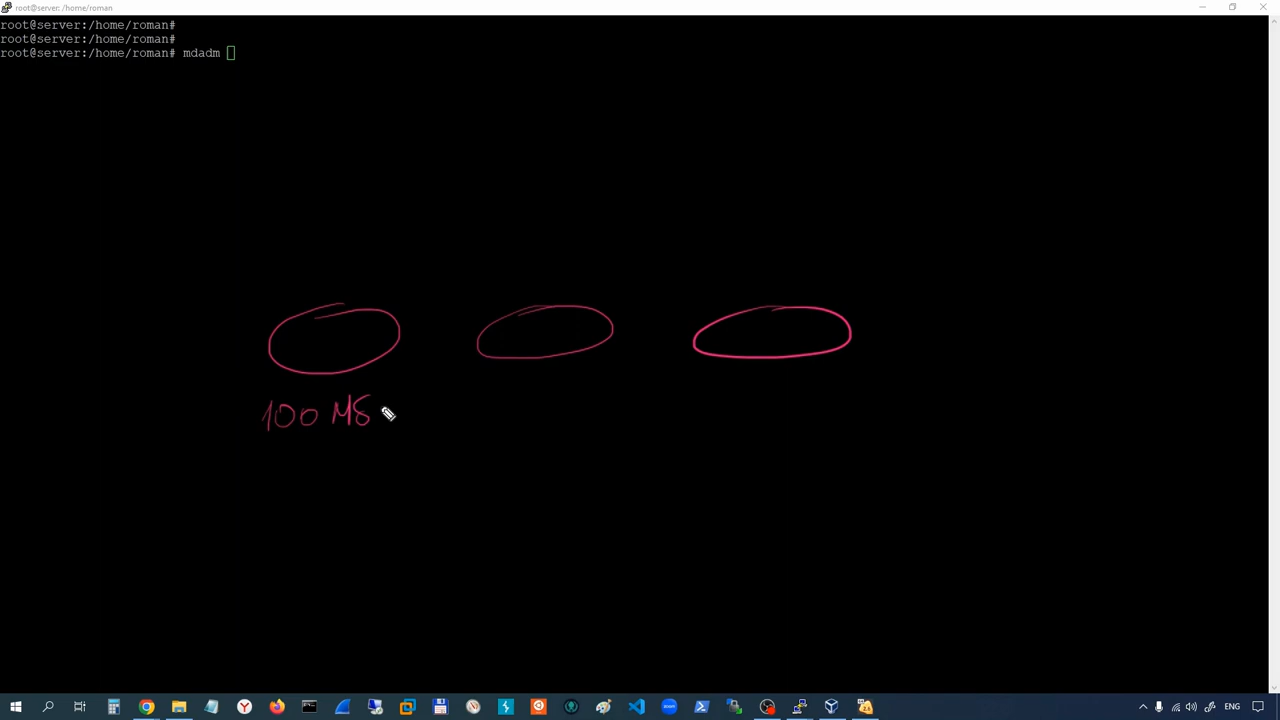 root@server: /home/roman
root@server:/home/roman#
root@server:/home/roman#
root@server:/home/roman# mdadm
100 МБ
ENG